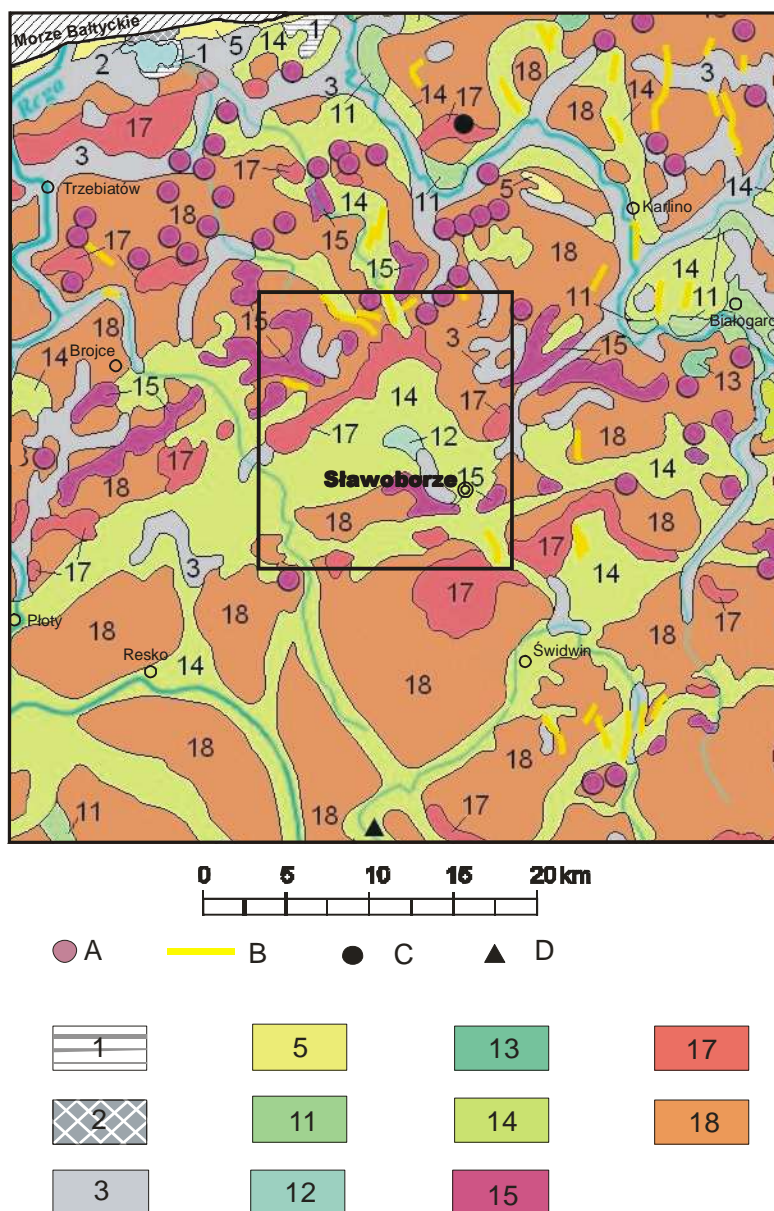 Morze Bałtyckie
2 1 5 14 1
Rega
3 14 17 18 14 3
17 11 18 14
3
Trzebiatów 17 11 5 14
18 14 Karlino
15 18 14
17 15 11
18 15 3 11 Białogard
14 Brojce 15 13
15 14 17
17 12 18
18 17 Sławoborze 15 14
17 18 18
3 17 14
Płoty 18 18 17 17
Resko 18 Świdwin
14 18
18 18
11 18 17
0 5 10 15 20 km
A B C D
1 5 13 17
2 11 14 18
3 12 15